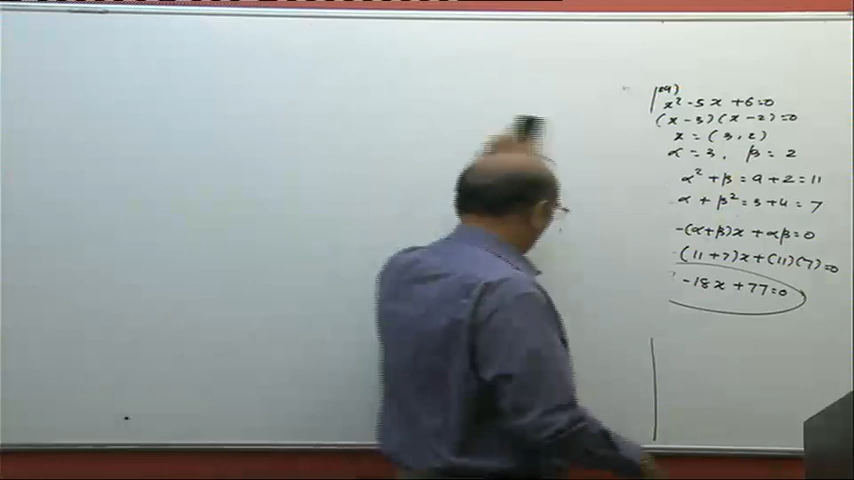 x² - 5x + 6 = 0
(x - 3)(x - 2) = 0
x = (3, 2)
α = 3, β = 2
α² + β = 9 + 2 = 11
α + β² = 3 + 4 = 7
-(α+β)x + αβ = 0
(11 + 7)x + (11)(7) = 0
-18x + 77 = 0